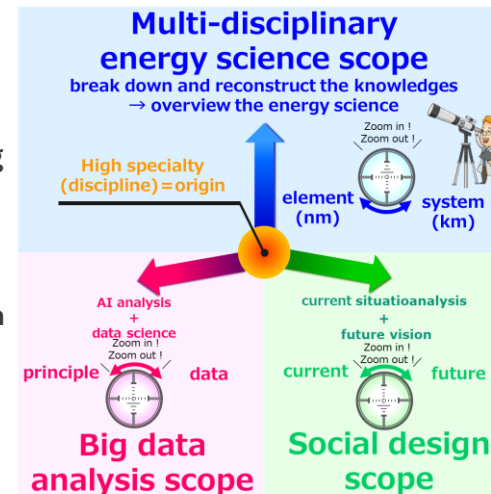 Multi-disciplinary
energy science scope
break down and reconstruct the knowledges
→ overview the energy science
Zoom in !
Zoom out !
High specialty
(discipline)=origin
element
(nm)
system
(km)
g
n
AI analysis
+
data science
Zoom in !
Zoom out !
principle
data
Big data
analysis scope
current situatioanalysis
+
future vision
Zoom in !
Zoom out !
current
future
Social design
scope